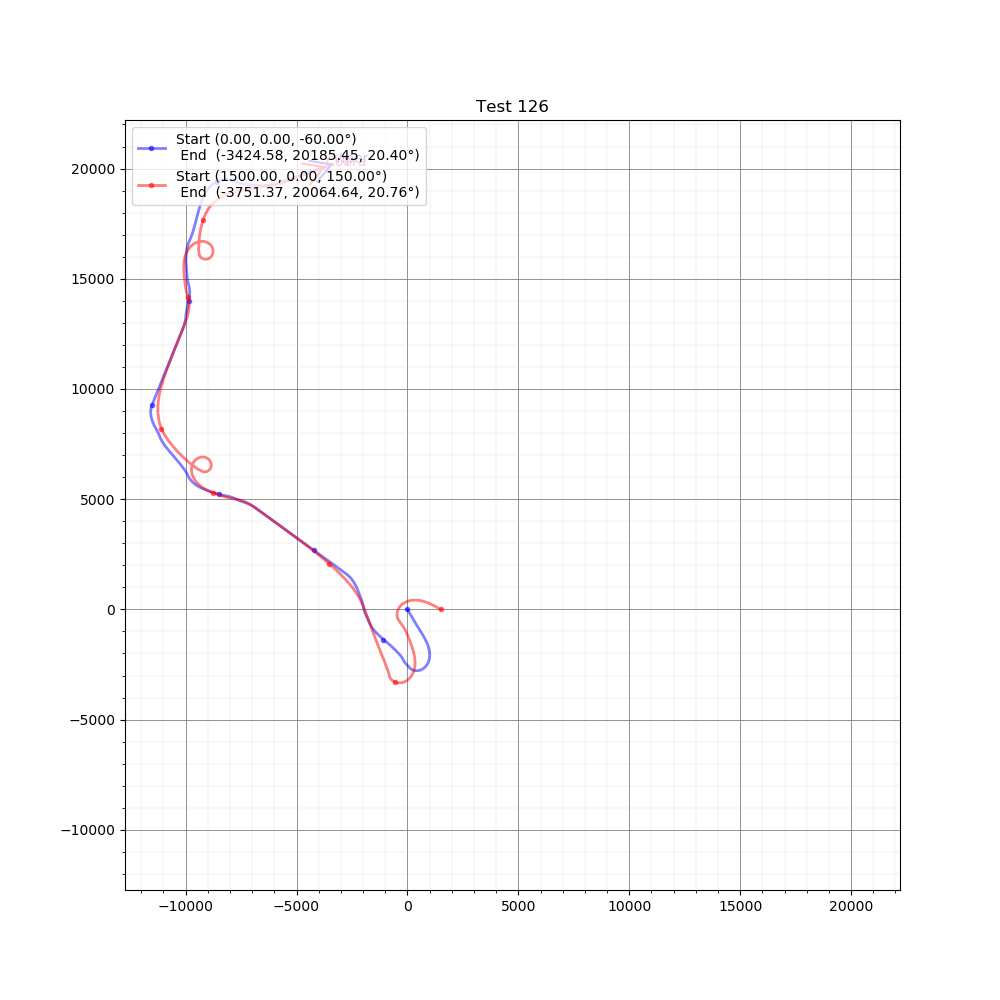 Test 126
Start (0.00, 0.00, -60.00°)
End (-3424.58, 20185.45, 20.40°)
Start (1500.00, 0.00, 150.00°)
End (-3751.37, 20064.64, 20.76°)
20000
15000
10000
5000
0
−5000
−10000
−10000 −5000 0 5000 10000 15000 20000